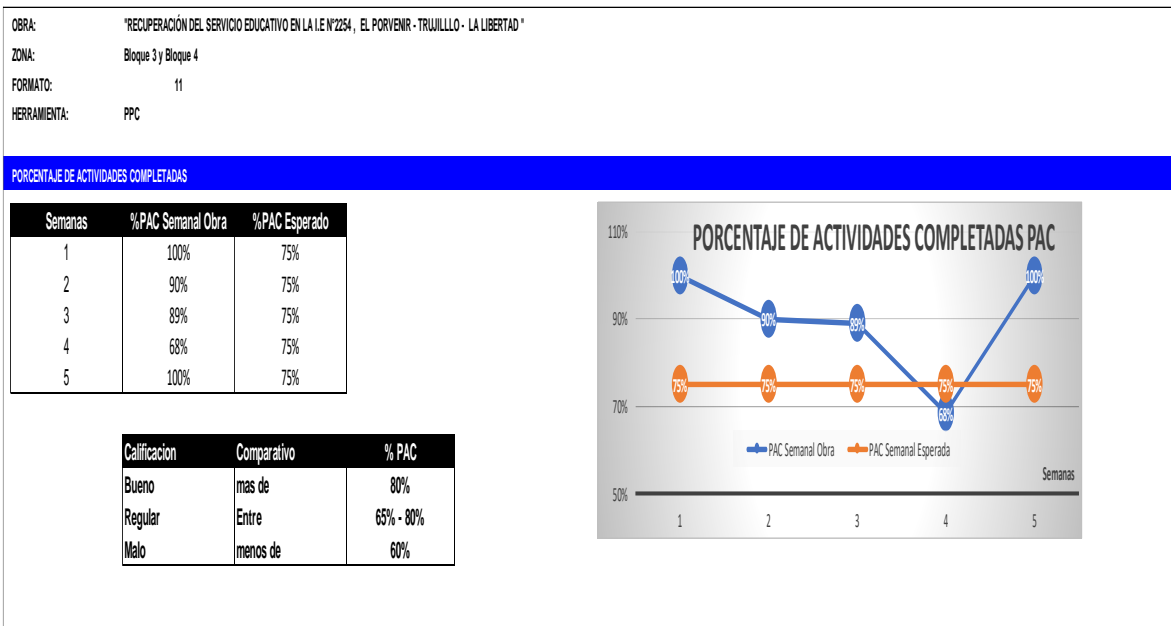 OBRA: "RECUPERACIÓN DEL SERVICIO EDUCATIVO EN LA I.E N°2254 , EL PORVENIR - TRUJILLLO - LA LIBERTAD "
ZONA: Bloque 3 y Bloque 4
FORMATO: 11
HERRAMIENTA: PPC
PORCENTAJE DE ACTIVIDADES COMPLETADAS
Semanas %PAC Semanal Obra %PAC Esperado
1 100% 75%
2 90% 75%
3 89% 75%
4 68% 75%
5 100% 75%
Calificacion Comparativo % PAC
Bueno mas de 80%
Regular Entre 65% - 80%
Malo menos de 60%
PORCENTAJE DE ACTIVIDADES COMPLETADAS PAC
110%
90%
70%
50%
100% 90% 89% 68% 100%
75% 75% 75% 75% 75%
PAC Semanal Obra PAC Semanal Esperada
Semanas
1 2 3 4 5